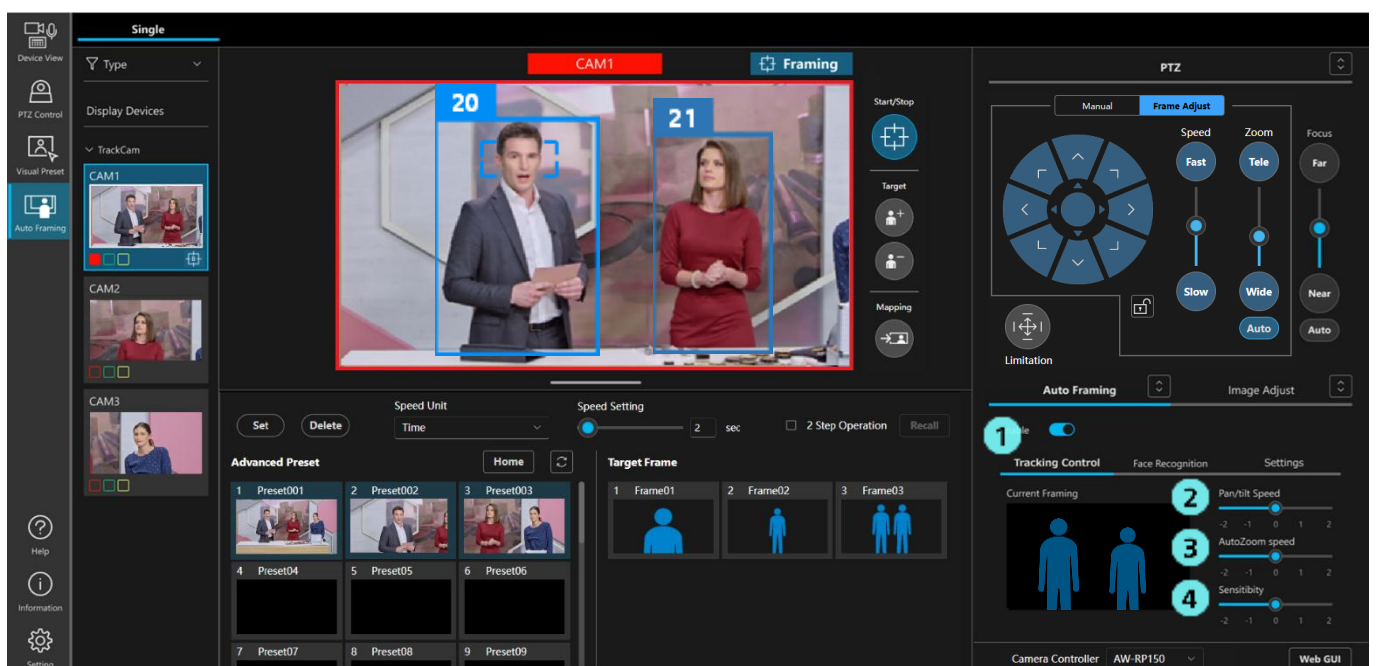 Single
Device View
PTZ Control
Visual Preset
Auto Framing
Help
Information
Setting
Type
Display Devices
TrackCam
CAM1
CAM2
CAM3
CAM1
Framing
20
21
Start/Stop
Target
Mapping
Set
Delete
Speed Unit
Time
Speed Setting
2 sec
2 Step Operation
Recall
Advanced Preset
Home
1 Preset001
2 Preset002
3 Preset003
4 Preset04
5 Preset05
6 Preset06
7 Preset07
8 Preset08
9 Preset09
Target Frame
1 Frame01
2 Frame02
3 Frame03
PTZ
Manual
Frame Adjust
Speed
Zoom
Focus
Fast
Tele
Far
Slow
Wide
Near
Auto
Auto
Limitation
Auto Framing
Image Adjust
1
Tracking Control
Face Recognition
Settings
Current Framing
2
Pan/tilt Speed
-2 -1 0 1 2
3
AutoZoom speed
-2 -1 0 1 2
4
Sensitibity
-2 -1 0 1 2
Camera Controller
AW-RP150
Web GUI